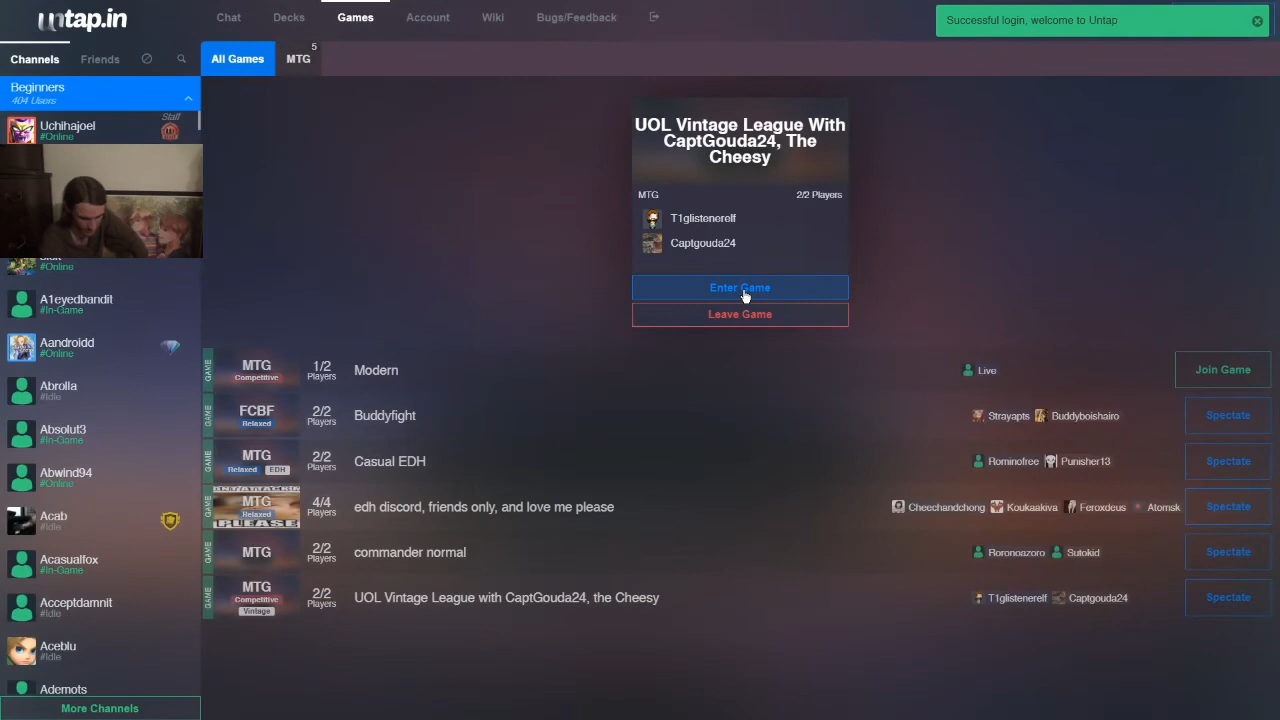 untap.in
Chat Decks Games Account Wiki Bugs/Feedback
Successful login, welcome to Untap
Channels Friends
All Games MTG 5
Beginners
404 Users
Uchihajoel
#Online
Staff
#Online
A1eyedbandit
#In-Game
Aandroidd
#Online
Abrolla
#Idle
Absolut3
#In-Game
Abwind94
#Online
Acab
#Idle
Acasualfox
#In-Game
Acceptdamnit
#Idle
Aceblu
#Idle
Ademots
More Channels
UOL Vintage League With
CaptGouda24, The
Cheesy
MTG 2/2 Players
T1glistenerelf
Captgouda24
Enter Game
Leave Game
GAME MTG Competitive 1/2 Players Modern Live Join Game
GAME FCBF Relaxed 2/2 Players Buddyfight Strayapts Buddyboishairo Spectate
GAME MTG Relaxed EDH 2/2 Players Casual EDH Rominofree Punisher13 Spectate
GAME MTG Relaxed PLEASE 4/4 Players edh discord, friends only, and love me please Cheechandchong Koukaakiva Feroxdeus Atomsk Spectate
GAME MTG 2/2 Players commander normal Roronoazoro Sutokid Spectate
GAME MTG Competitive Vintage 2/2 Players UOL Vintage League with CaptGouda24, the Cheesy T1glistenerelf Captgouda24 Spectate